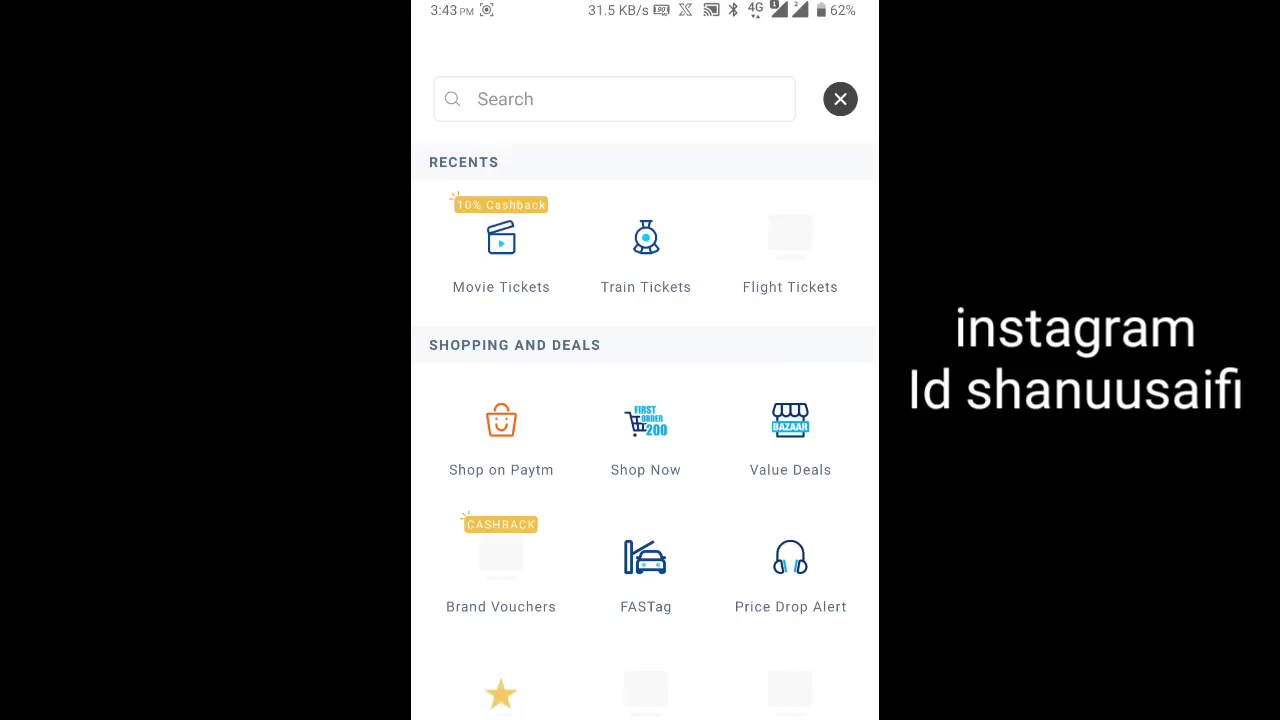 3:43 PM 31.5 KB/s 4G 62%
Search
RECENTS
10% Cashback
Movie Tickets
Train Tickets
Flight Tickets
SHOPPING AND DEALS
FIRST
ORDER
200
BAZAAR
Shop on Paytm
Shop Now
Value Deals
CASHBACK
Brand Vouchers
FASTag
Price Drop Alert
instagram
Id shanuusaifi